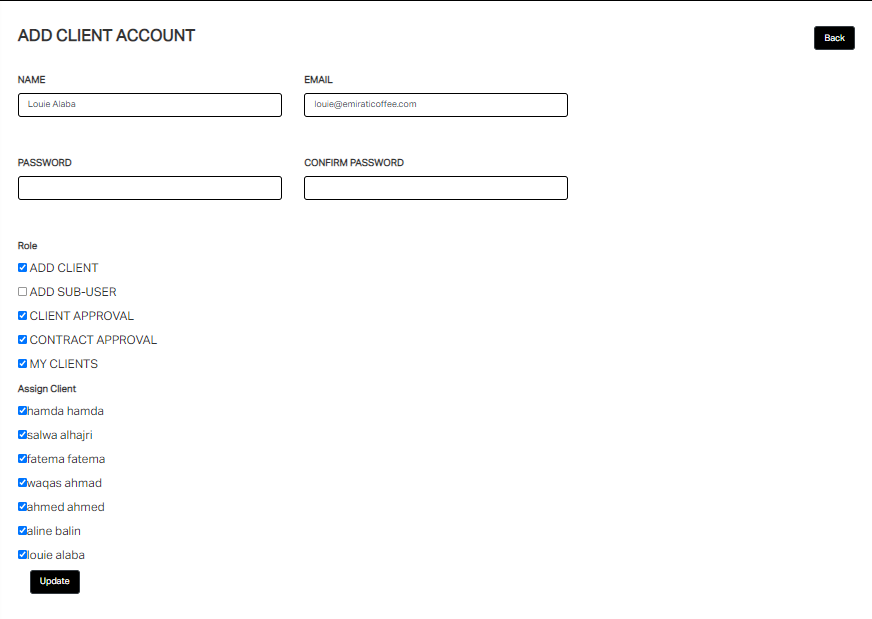 ADD CLIENT ACCOUNT
Back
NAME
EMAIL
Louie Alaba
louie@emiraticoffee.com
PASSWORD
CONFIRM PASSWORD
Role
ADD CLIENT
ADD SUB-USER
CLIENT APPROVAL
CONTRACT APPROVAL
MY CLIENTS
Assign Client
hamda hamda
salwa alhajri
fatema fatema
waqas ahmad
ahmed ahmed
aline balin
louie alaba
Update